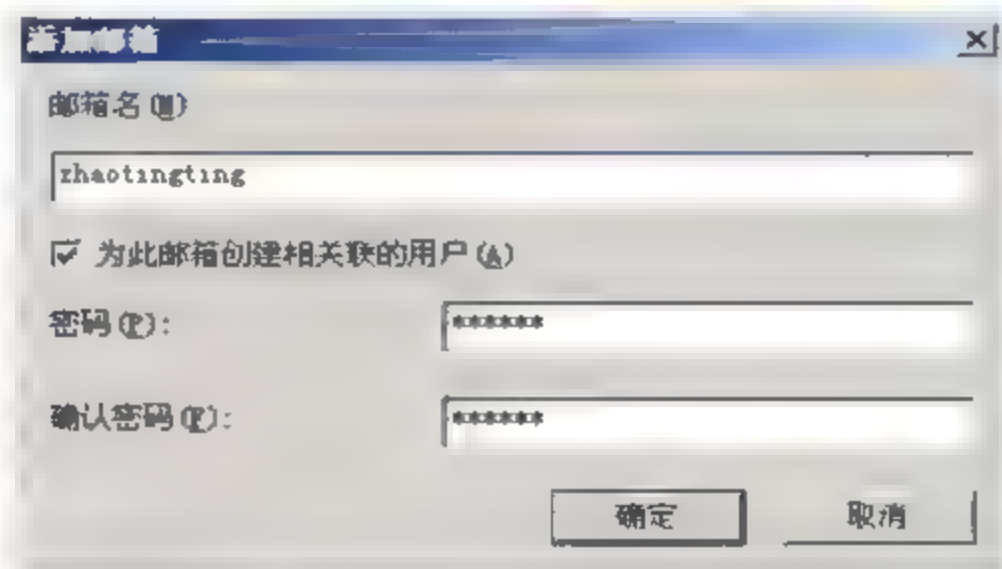 添加邮箱
邮箱名(M)
zhaotingting
为此邮箱创建相关联的用户(A)
密码(P): ******
确认密码(F): ******
确定 取消